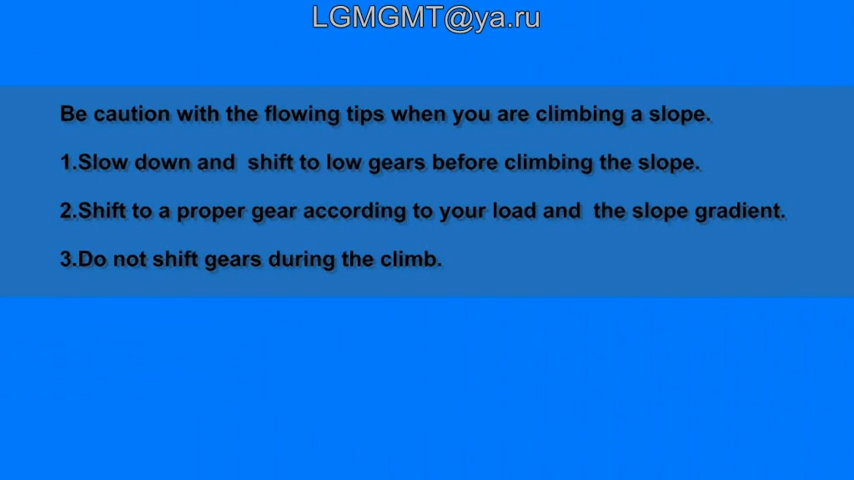 LGMGMT@ya.ru
Be caution with the flowing tips when you are climbing a slope.
1.Slow down and  shift to low gears before climbing the slope.
2.Shift to a proper gear according to your load and  the slope gradient.
3.Do not shift gears during the climb.